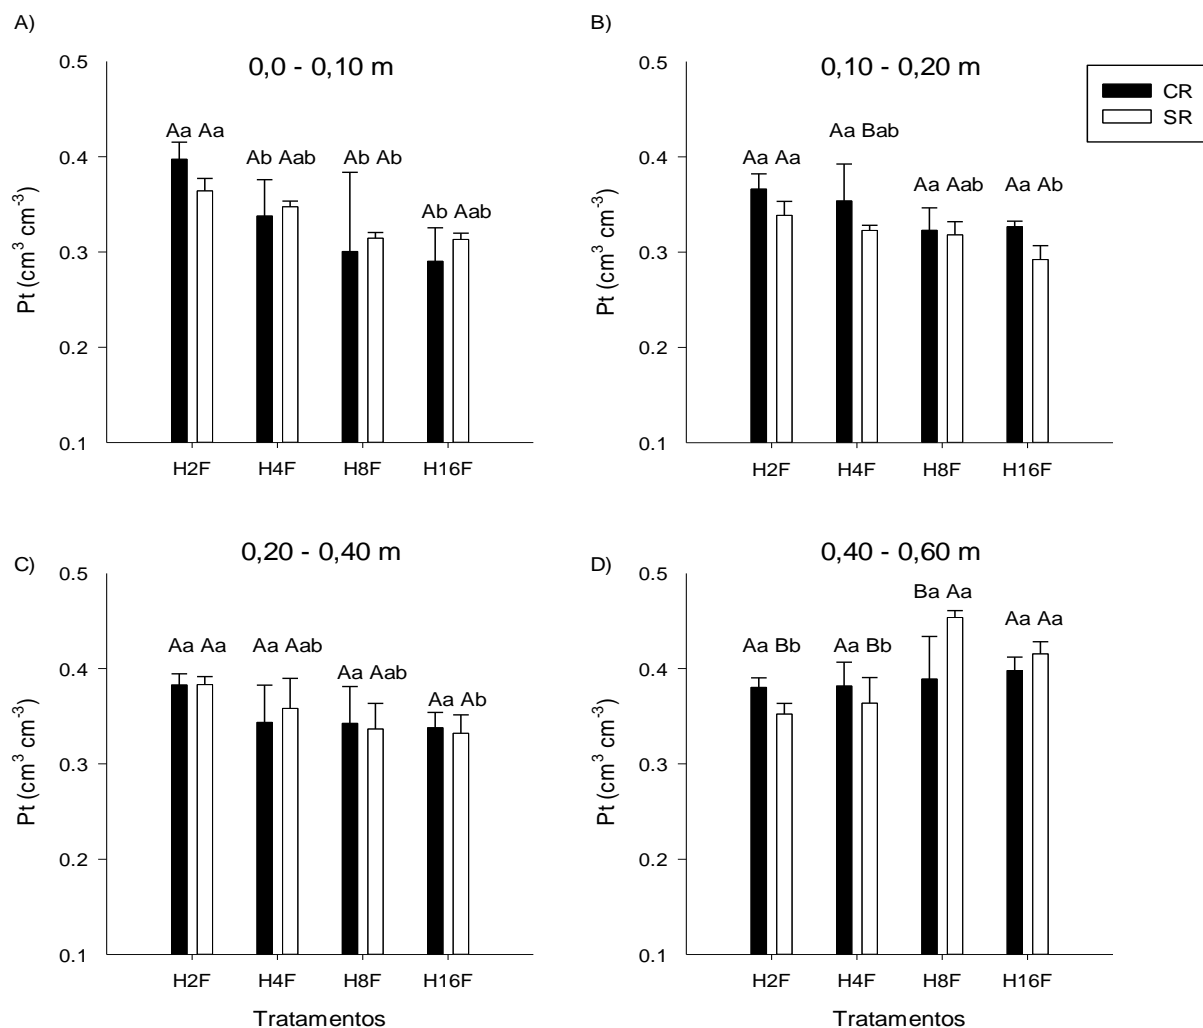 A)
0,0 - 0,10 m
0.5
0.4
0.3
0.2
0.1
Pt (cm³ cm⁻³)
Aa Aa
Ab Aab
Ab Ab
Ab Aab
H2F
H4F
H8F
H16F
B)
0,10 - 0,20 m
0.5
0.4
0.3
0.2
0.1
Pt (cm³ cm⁻³)
Aa Aa
Aa Bab
Aa Aab
Aa Ab
H2F
H4F
H8F
H16F
CR
SR
C)
0,20 - 0,40 m
0.5
0.4
0.3
0.2
0.1
Pt (cm³ cm⁻³)
Aa Aa
Aa Aab
Aa Aab
Aa Ab
H2F
H4F
H8F
H16F
Tratamentos
D)
0,40 - 0,60 m
0.5
0.4
0.3
0.2
0.1
Pt (cm³ cm⁻³)
Aa Bb
Aa Bb
Ba Aa
Aa Aa
H2F
H4F
H8F
H16F
Tratamentos